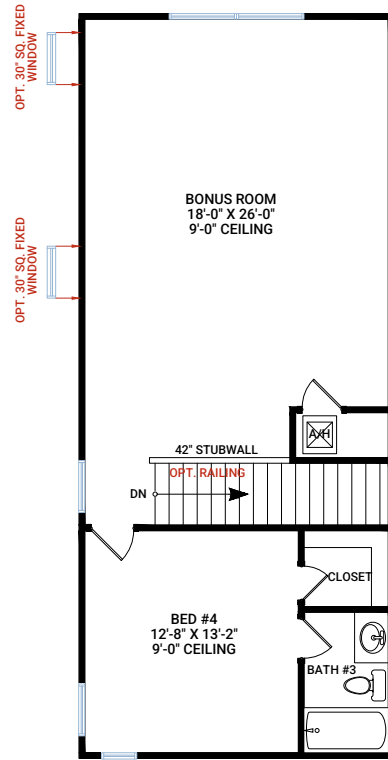 OPT. 30" SQ. FIXED
WINDOW
OPT. 30" SQ. FIXED
WINDOW
BONUS ROOM
18'-0" X 26'-0"
9'-0" CEILING
A/H
42" STUBWALL
OPT. RAILING
DN
CLOSET
BED #4
12'-8" X 13'-2"
9'-0" CEILING
BATH #3